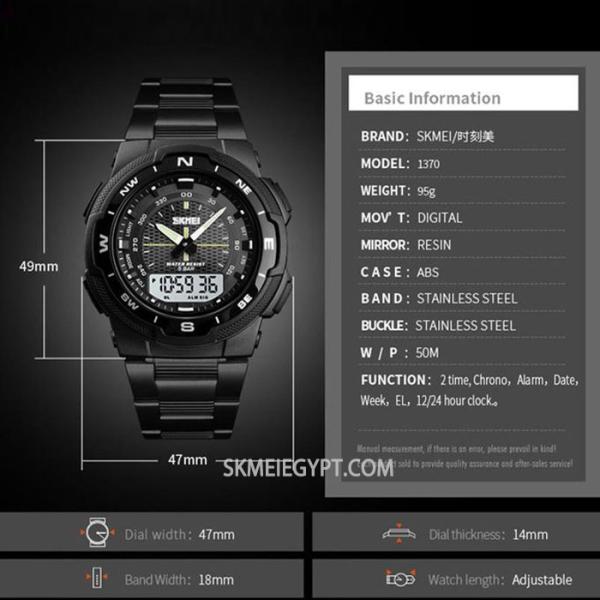 Basic Information
BRAND: SKMEI/时刻美
MODEL: 1370
WEIGHT: 95g
MOV'T: DIGITAL
MIRROR: RESIN
CASE: ABS
BAND: STAINLESS STEEL
BUCKLE: STAINLESS STEEL
W/P: 50M
FUNCTION: 2 time, Chrono, Alarm, Date,
Week, EL, 12/24 hour clock.。
Manual measurement, if there is an error, please prevail in kind!
sold to provide quality assurance and after-sales service!
49mm
47mm
N
NE
E
SE
S
SW
W
NW
SKMEI
WATER RESIST
5 BAR
10:59 36
ALM SIG
SKMEIEGYPT.COM
Dial width: 47mm
Dial thickness: 14mm
Band Width: 18mm
Watch length: Adjustable